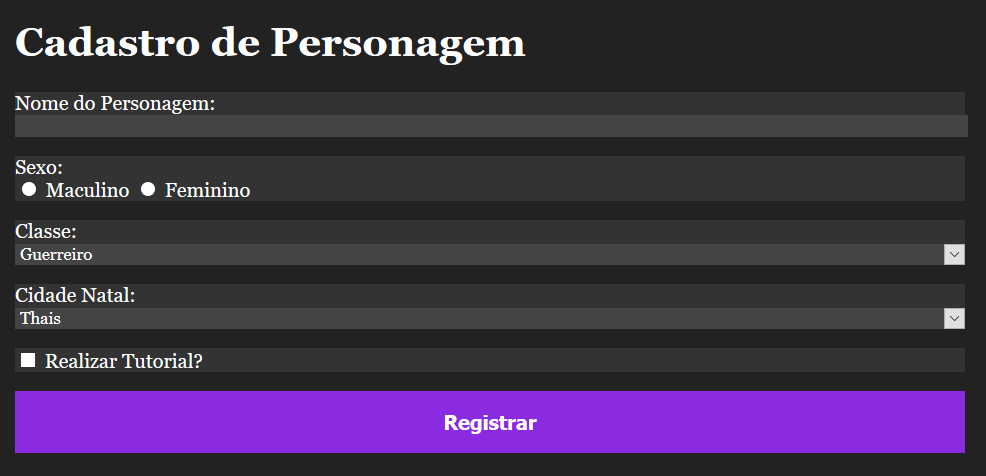 Cadastro de Personagem
Nome do Personagem:
Sexo:
Maculino Feminino
Classe:
Guerreiro
Cidade Natal:
Thais
Realizar Tutorial?
Registrar